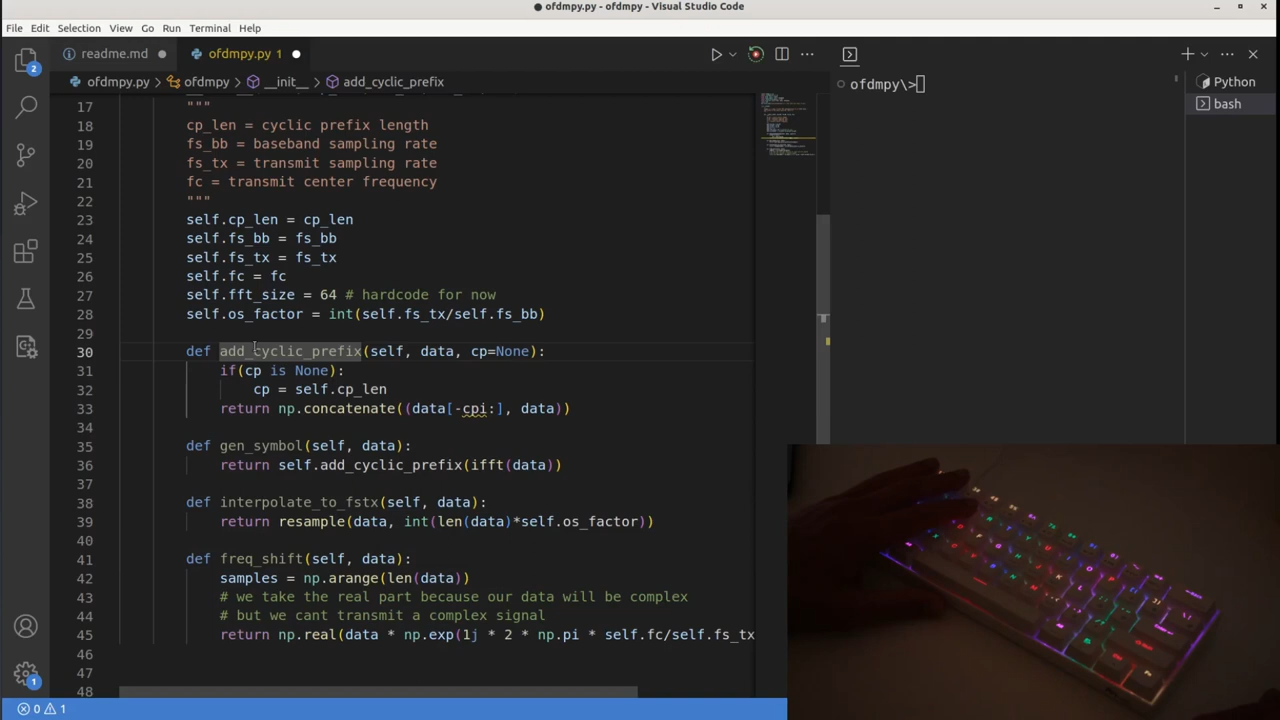 ● ofdmpy.py - ofdmpy - Visual Studio Code
File Edit Selection View Go Run Terminal Help
readme.md ofdmpy.py 1
ofdmpy.py > ofdmpy > __init__ > add_cyclic_prefix
Python
bash
ofdmpy\>
2
1
17 """
18 cp_len = cyclic prefix length
19 fs_bb = baseband sampling rate
20 fs_tx = transmit sampling rate
21 fc = transmit center frequency
22 """
23 self.cp_len = cp_len
24 self.fs_bb = fs_bb
25 self.fs_tx = fs_tx
26 self.fc = fc
27 self.fft_size = 64 # hardcode for now
28 self.os_factor = int(self.fs_tx/self.fs_bb)
29
30 def add_cyclic_prefix(self, data, cp=None):
31 if(cp is None):
32 cp = self.cp_len
33 return np.concatenate((data[-cpi:], data))
34
35 def gen_symbol(self, data):
36 return self.add_cyclic_prefix(ifft(data))
37
38 def interpolate_to_fstx(self, data):
39 return resample(data, int(len(data)*self.os_factor))
40
41 def freq_shift(self, data):
42 samples = np.arange(len(data))
43 # we take the real part because our data will be complex
44 # but we cant transmit a complex signal
45 return np.real(data * np.exp(1j * 2 * np.pi * self.fc/self.fs_tx
46
47
48
0 1